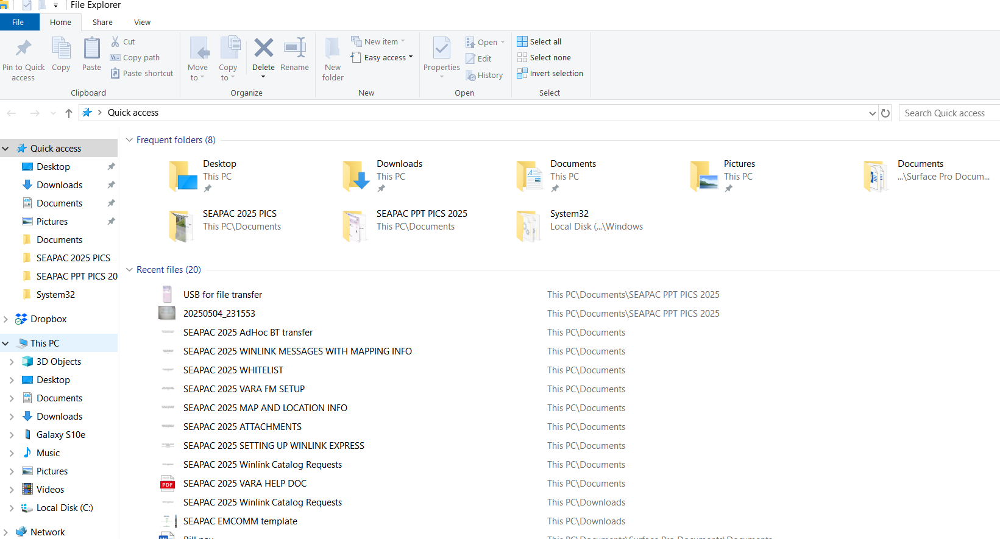 File Explorer
File Home Share View
Pin to Quick access
Copy
Paste
Cut
Copy path
Paste shortcut
Clipboard
Move to
Copy to
Delete
Rename
Organize
New folder
New item
Easy access
New
Properties
Open
Edit
History
Open
Select all
Select none
Invert selection
Select
Quick access
Search Quick access
Quick access
Desktop
Downloads
Documents
Pictures
Documents
SEAPAC 2025 PICS
SEAPAC PPT PICS 20
System32
Dropbox
This PC
3D Objects
Desktop
Documents
Downloads
Galaxy S10e
Music
Pictures
Videos
Local Disk (C:)
Network
Frequent folders (8)
Desktop
This PC
Downloads
This PC
Documents
This PC
Pictures
This PC
Documents
...\Surface Pro Docum...
SEAPAC 2025 PICS
This PC\Documents
SEAPAC PPT PICS 2025
This PC\Documents
System32
Local Disk (...\Windows
Recent files (20)
USB for file transfer This PC\Documents\SEAPAC PPT PICS 2025
20250504_231553 This PC\Documents\SEAPAC PPT PICS 2025
SEAPAC 2025 AdHoc BT transfer This PC\Documents
SEAPAC 2025 WINLINK MESSAGES WITH MAPPING INFO This PC\Documents
SEAPAC 2025 WHITELIST This PC\Documents
SEAPAC 2025 VARA FM SETUP This PC\Documents
SEAPAC 2025 MAP AND LOCATION INFO This PC\Documents
SEAPAC 2025 ATTACHMENTS This PC\Documents
SEAPAC 2025 SETTING UP WINLINK EXPRESS This PC\Documents
SEAPAC 2025 Winlink Catalog Requests This PC\Documents
PDF SEAPAC 2025 VARA HELP DOC This PC\Documents
SEAPAC 2025 Winlink Catalog Requests This PC\Downloads
SEAPAC EMCOMM template This PC\Downloads